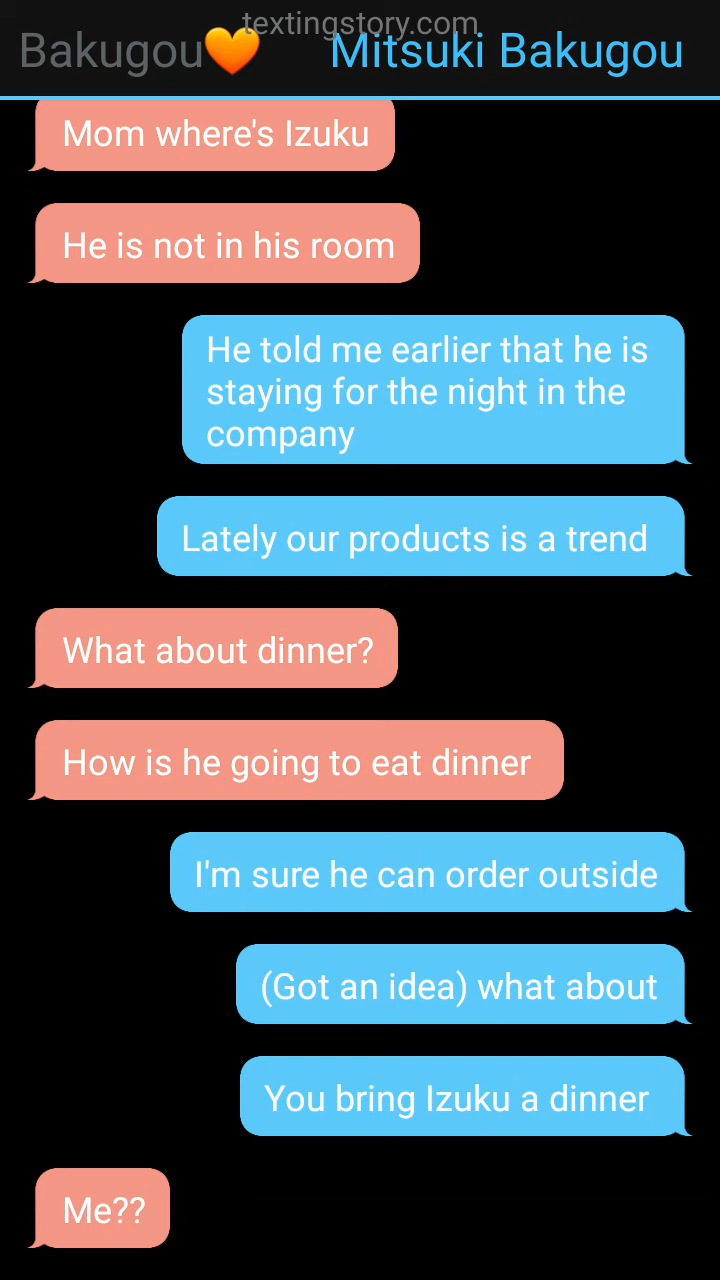 textingstory.com
Bakugou🧡 Mitsuki Bakugou
Mom where's Izuku
He is not in his room
He told me earlier that he is
staying for the night in the
company
Lately our products is a trend
What about dinner?
How is he going to eat dinner
I'm sure he can order outside
(Got an idea) what about
You bring Izuku a dinner
Me??